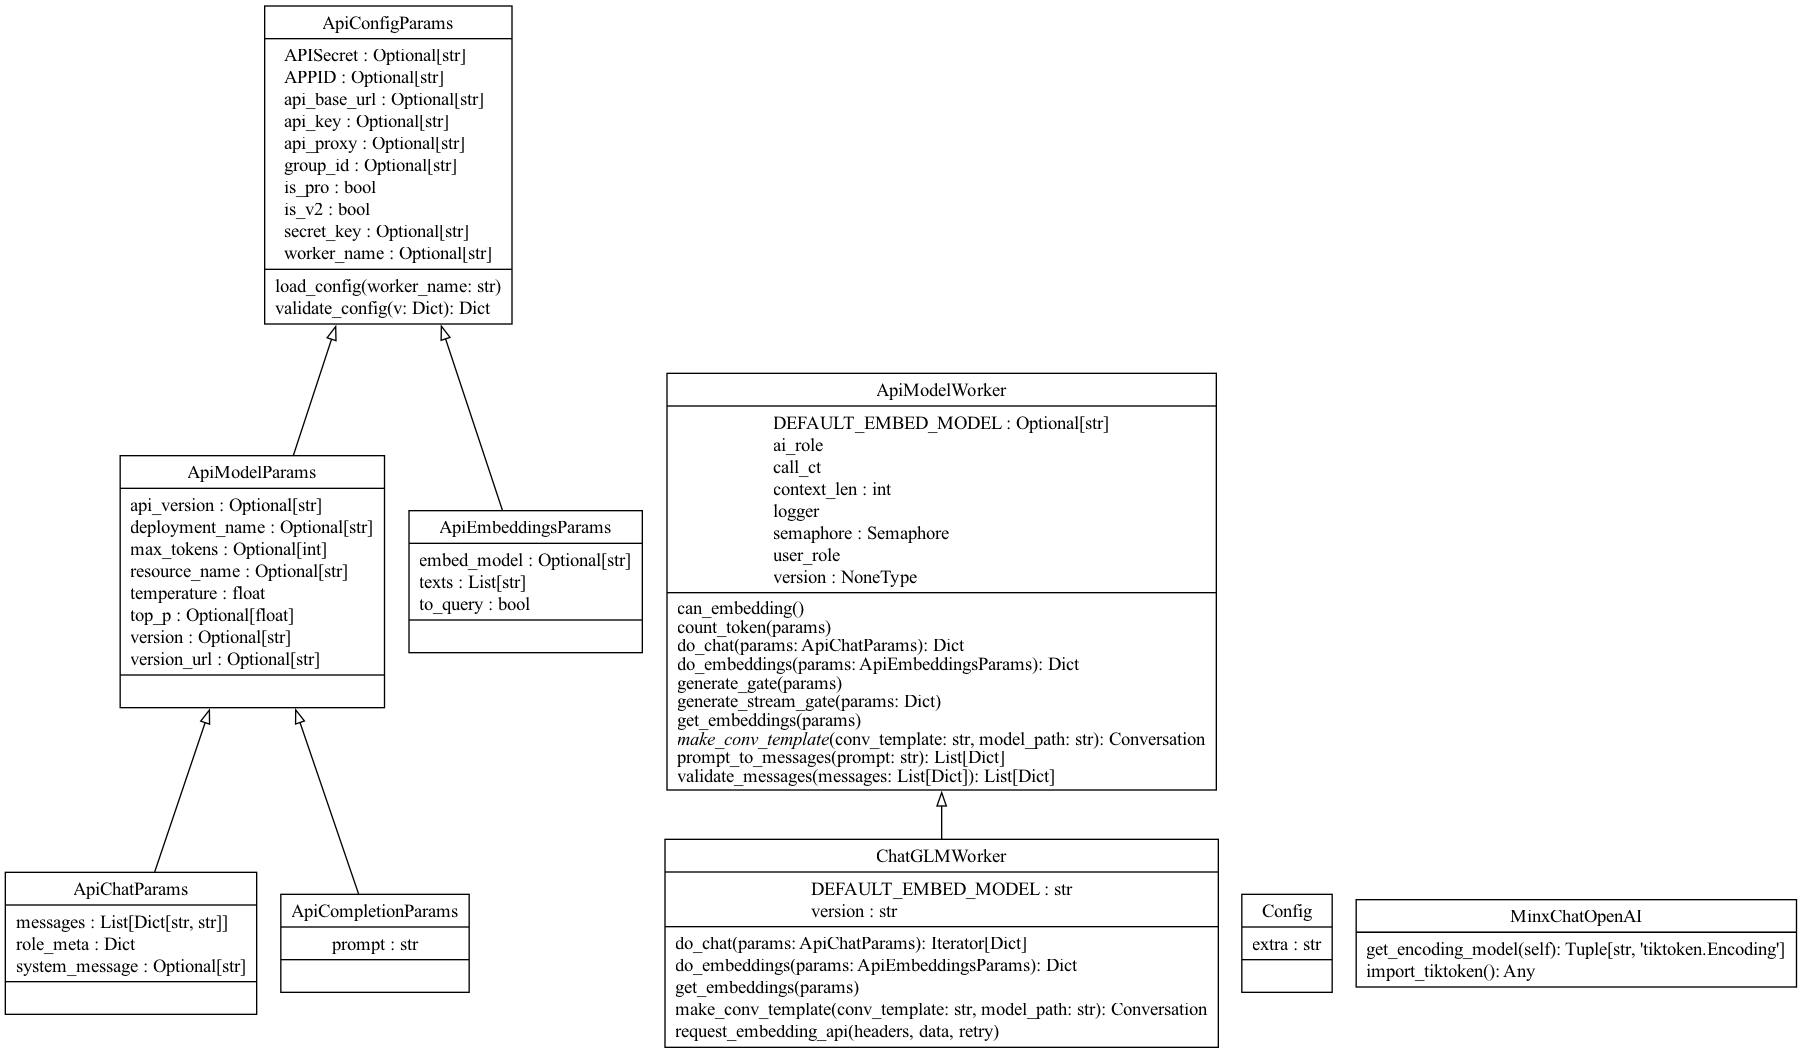 ApiConfigParams
APISecret : Optional[str]
APPID : Optional[str]
api_base_url : Optional[str]
api_key : Optional[str]
api_proxy : Optional[str]
group_id : Optional[str]
is_pro : bool
is_v2 : bool
secret_key : Optional[str]
worker_name : Optional[str]
load_config(worker_name: str)
validate_config(v: Dict): Dict
ApiModelParams
api_version : Optional[str]
deployment_name : Optional[str]
max_tokens : Optional[int]
resource_name : Optional[str]
temperature : float
top_p : Optional[float]
version : Optional[str]
version_url : Optional[str]
ApiEmbeddingsParams
embed_model : Optional[str]
texts : List[str]
to_query : bool
ApiModelWorker
DEFAULT_EMBED_MODEL : Optional[str]
ai_role
call_ct
context_len : int
logger
semaphore : Semaphore
user_role
version : NoneType
can_embedding()
count_token(params)
do_chat(params: ApiChatParams): Dict
do_embeddings(params: ApiEmbeddingsParams): Dict
generate_gate(params)
generate_stream_gate(params: Dict)
get_embeddings(params)
make_conv_template(conv_template: str, model_path: str): Conversation
prompt_to_messages(prompt: str): List[Dict]
validate_messages(messages: List[Dict]): List[Dict]
ApiChatParams
messages : List[Dict[str, str]]
role_meta : Dict
system_message : Optional[str]
ApiCompletionParams
prompt : str
ChatGLMWorker
DEFAULT_EMBED_MODEL : str
version : str
do_chat(params: ApiChatParams): Iterator[Dict]
do_embeddings(params: ApiEmbeddingsParams): Dict
get_embeddings(params)
make_conv_template(conv_template: str, model_path: str): Conversation
request_embedding_api(headers, data, retry)
Config
extra : str
MinxChatOpenAI
get_encoding_model(self): Tuple[str, 'tiktoken.Encoding']
import_tiktoken(): Any